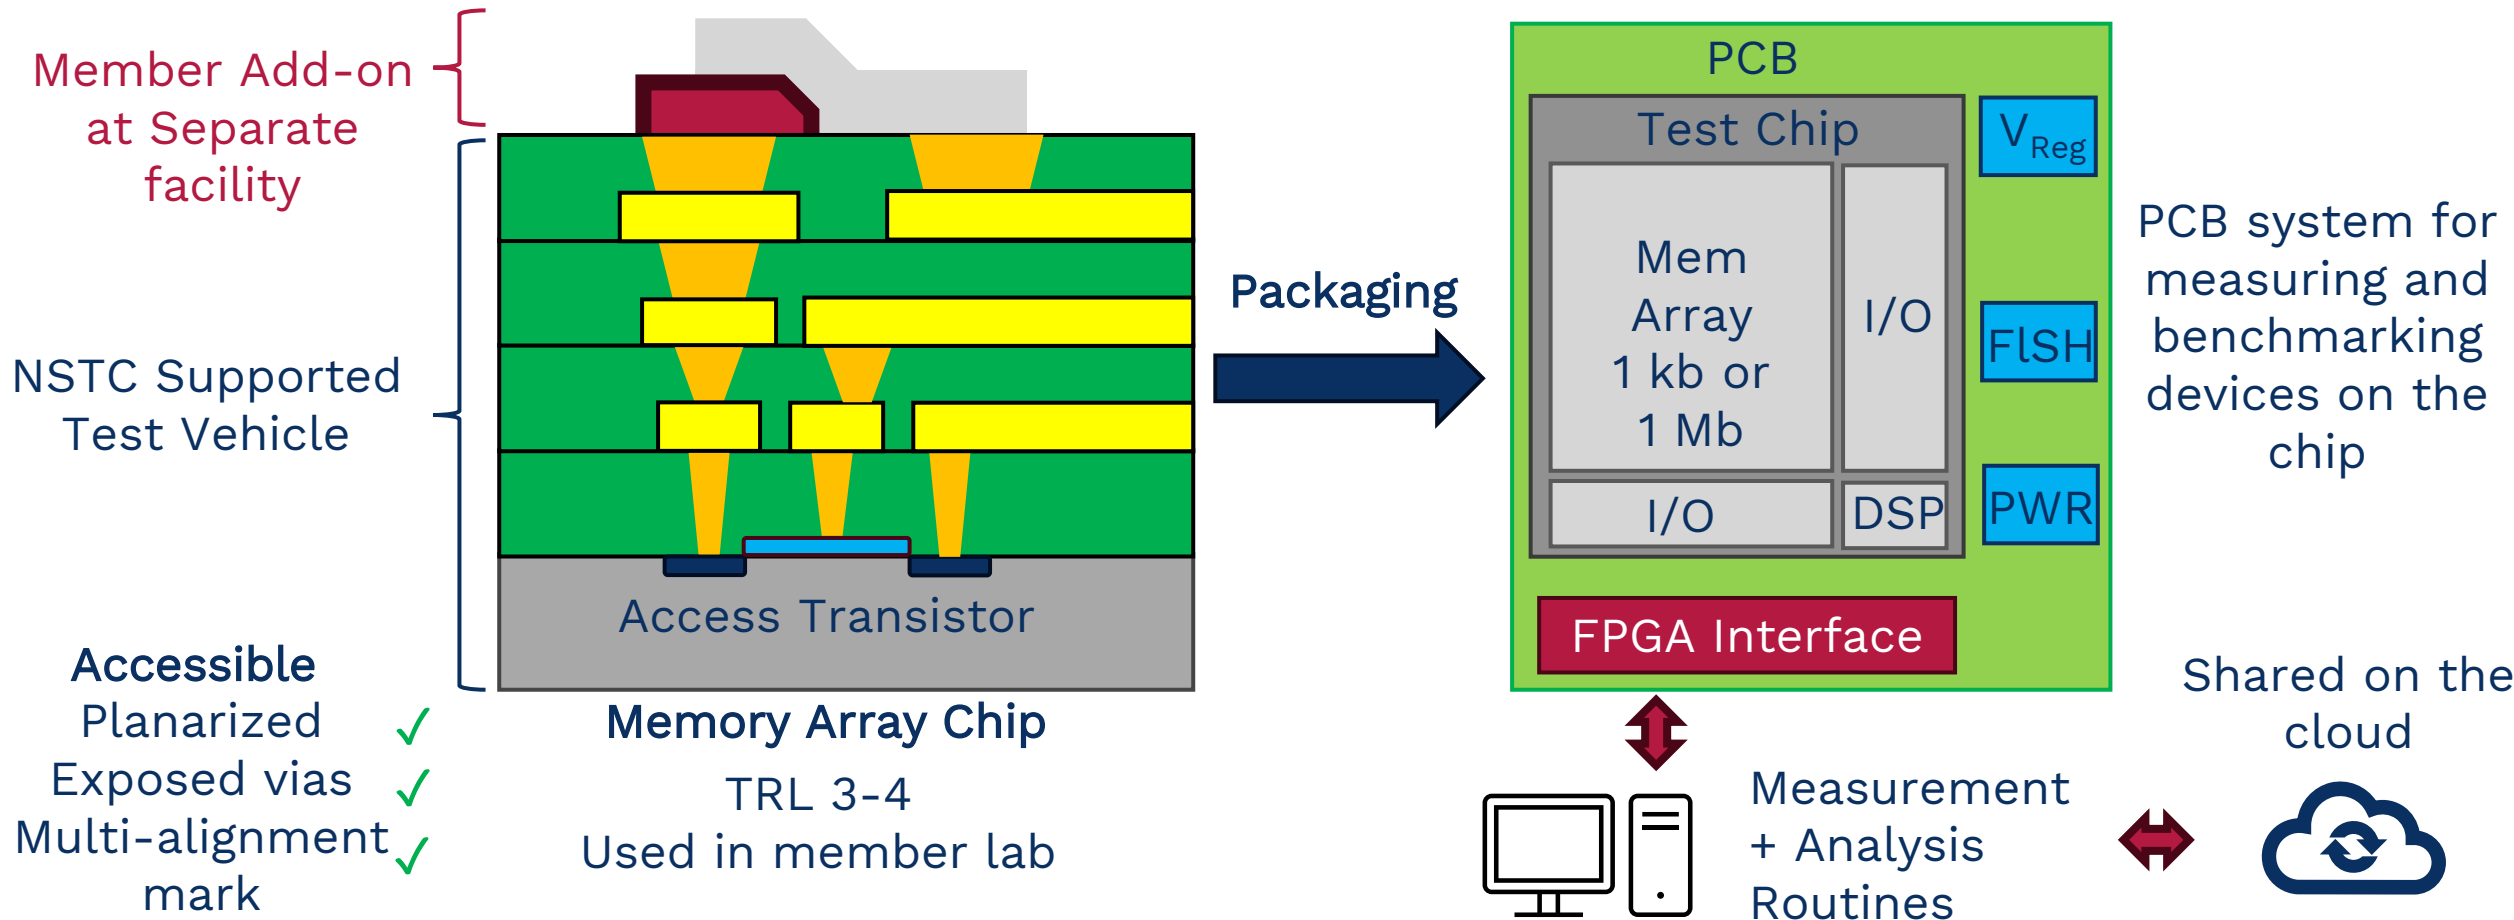 Member Add-on
at Separate
facility
NSTC Supported
Test Vehicle
Accessible
Planarized
Exposed vias
Multi-alignment
mark
Access Transistor
Memory Array Chip
TRL 3-4
Used in member lab
Packaging
PCB
Test Chip
Mem
Array
1 kb or
1 Mb
I/O
I/O
DSP
VReg
FlSH
PWR
FPGA Interface
PCB system for
measuring and
benchmarking
devices on the
chip
Measurement
+ Analysis
Routines
Shared on the
cloud